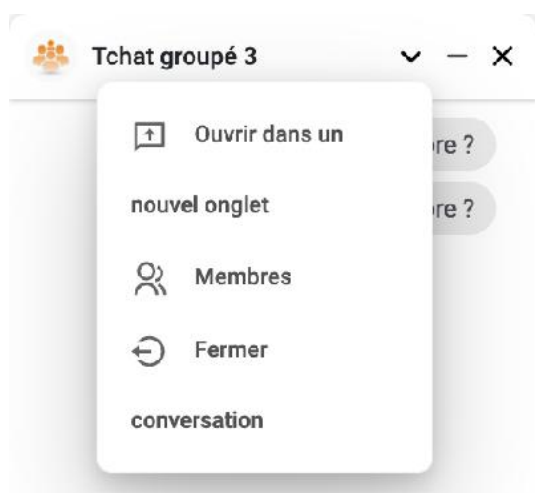 Tchat groupé 3
re ?
Ouvrir dans un
nouvel onglet
re ?
Membres
Fermer
conversation